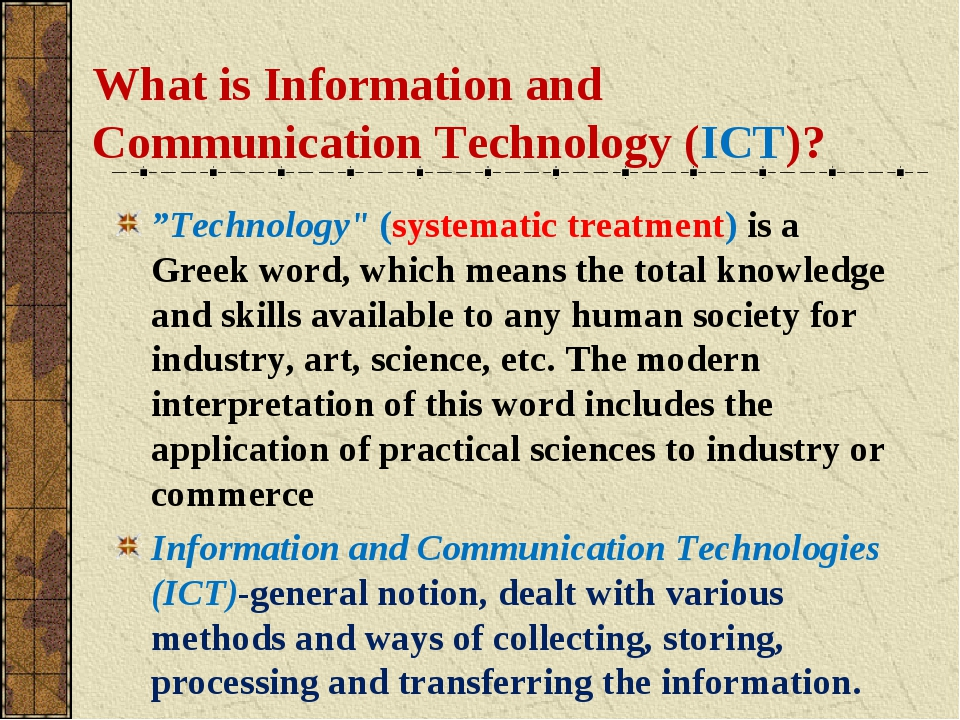 What is Information and
Communication Technology (ICT)?
”Technology" (systematic treatment) is a
Greek word, which means the total knowledge
and skills available to any human society for
industry, art, science, etc. The modern
interpretation of this word includes the
application of practical sciences to industry or
commerce
Information and Communication Technologies
(ICT)-general notion, dealt with various
methods and ways of collecting, storing,
processing and transferring the information.